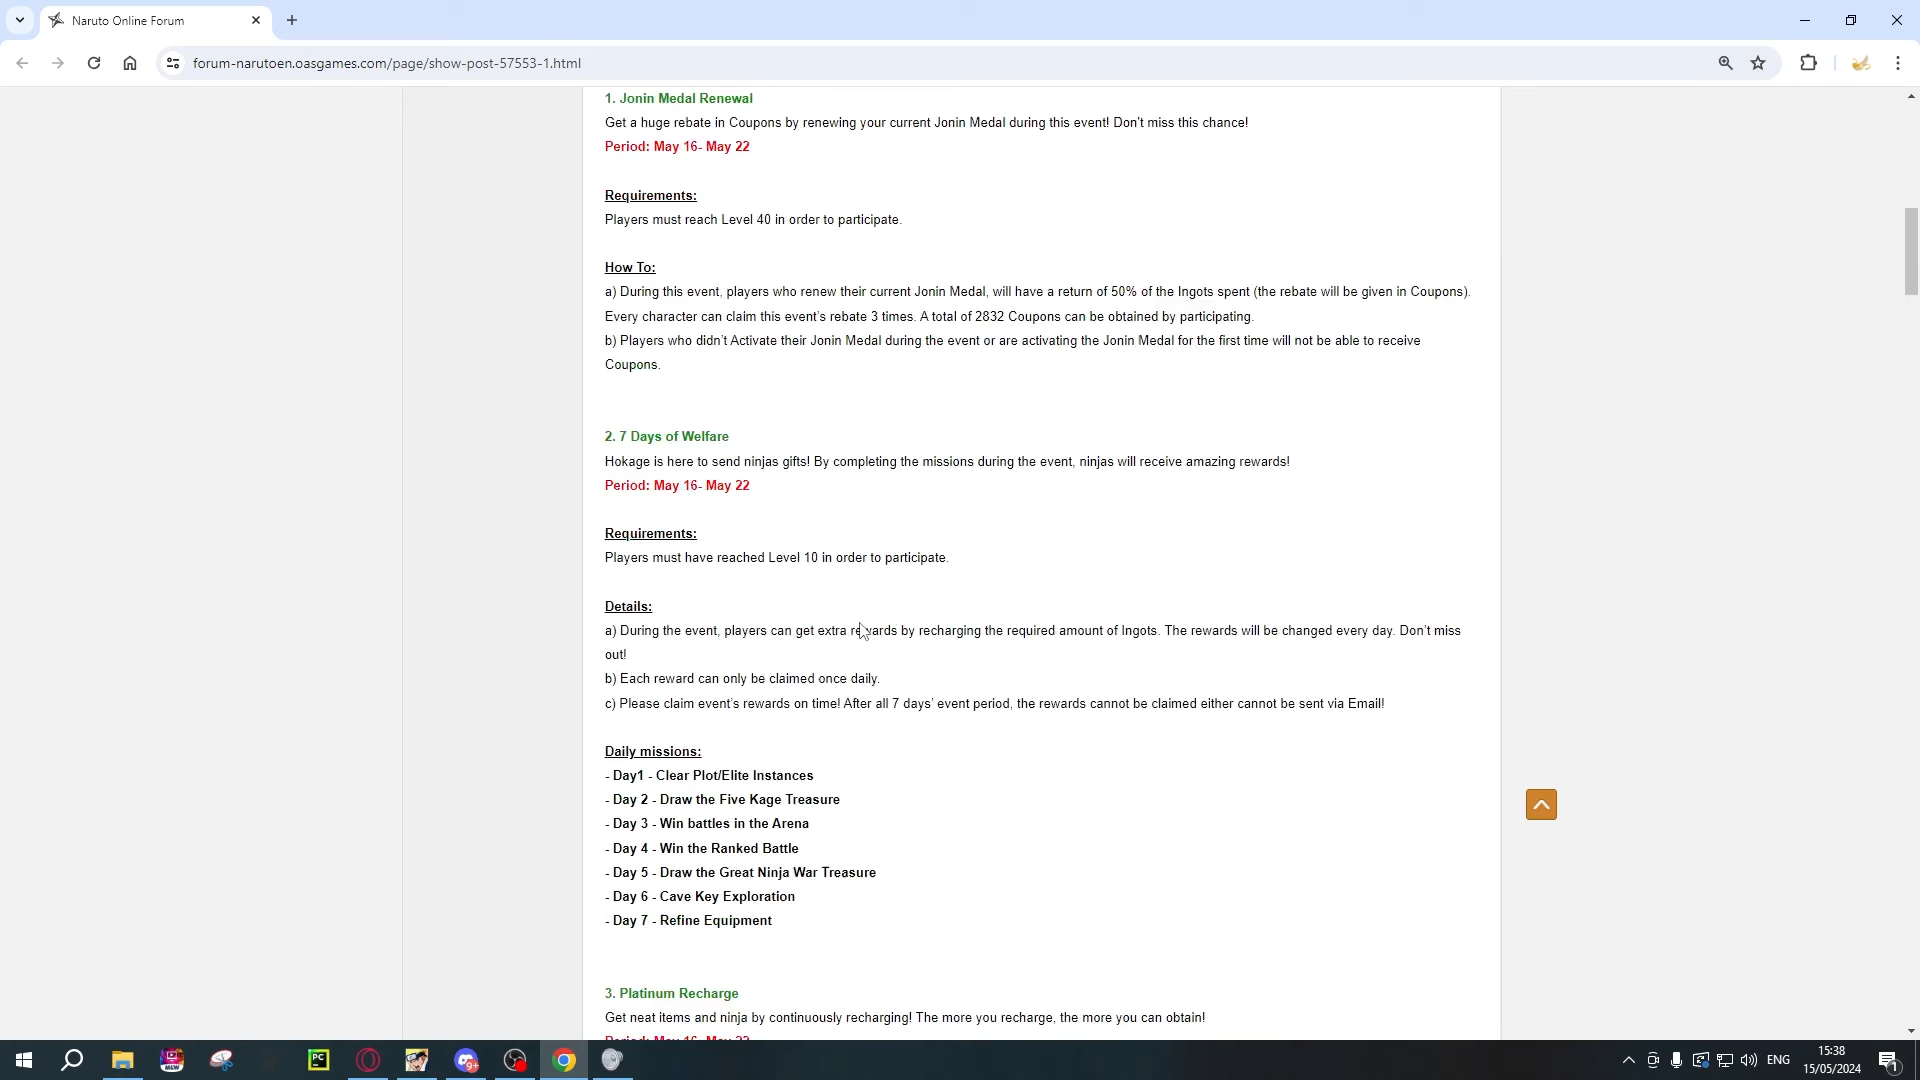 Naruto Online Forum
forum-narutoen.oasgames.com/page/show-post-57553-1.html
1. Jonin Medal Renewal
Get a huge rebate in Coupons by renewing your current Jonin Medal during this event! Don't miss this chance!
Period: May 16- May 22
Requirements:
Players must reach Level 40 in order to participate.
How To:
a) During this event, players who renew their current Jonin Medal, will have a return of 50% of the Ingots spent (the rebate will be given in Coupons).
Every character can claim this event's rebate 3 times. A total of 2832 Coupons can be obtained by participating.
b) Players who didn't Activate their Jonin Medal during the event or are activating the Jonin Medal for the first time will not be able to receive
Coupons.
2. 7 Days of Welfare
Hokage is here to send ninjas gifts! By completing the missions during the event, ninjas will receive amazing rewards!
Period: May 16- May 22
Requirements:
Players must have reached Level 10 in order to participate.
Details:
a) During the event, players can get extra rewards by recharging the required amount of Ingots. The rewards will be changed every day. Don't miss
out!
b) Each reward can only be claimed once daily.
c) Please claim event's rewards on time! After all 7 days' event period, the rewards cannot be claimed either cannot be sent via Email!
Daily missions:
- Day1 - Clear Plot/Elite Instances
- Day 2 - Draw the Five Kage Treasure
- Day 3 - Win battles in the Arena
- Day 4 - Win the Ranked Battle
- Day 5 - Draw the Great Ninja War Treasure
- Day 6 - Cave Key Exploration
- Day 7 - Refine Equipment
3. Platinum Recharge
Get neat items and ninja by continuously recharging! The more you recharge, the more you can obtain!
Period: May 16- May 22
PC
MLW
9+
ENG
15:38
15/05/2024
1